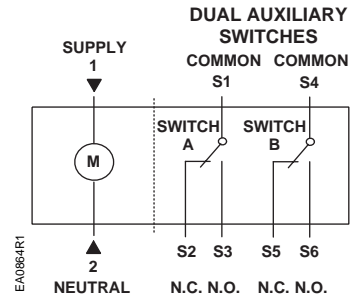 DUAL AUXILIARY
SWITCHES
SUPPLY
1
COMMON COMMON
S1 S4
SWITCH
A
SWITCH
B
M
2
NEUTRAL
S2 S3 S5 S6
N.C. N.O. N.C. N.O.
EA0864R1